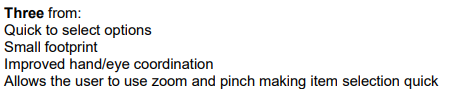 Three from:
Quick to select options
Small footprint
Improved hand/eye coordination
Allows the user to use zoom and pinch making item selection quick